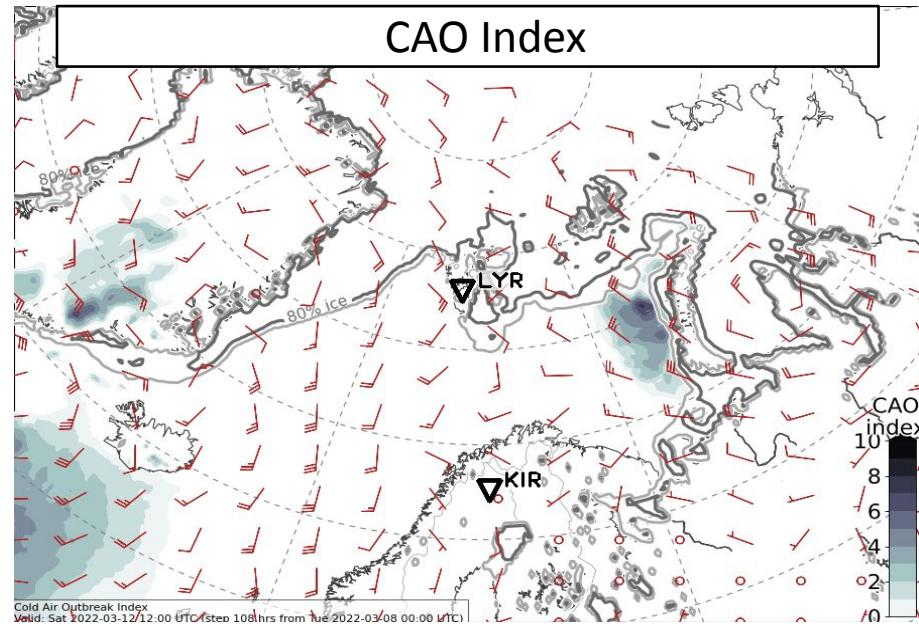 CAO Index
80% ice
LYR
80% ice
CAO
index
10
8
6
4
2
0
KIR
Cold Air Outbreak Index
Valid: Sat 2022-03-12 12:00 UTC (step 108 hrs from Tue 2022-03-08 00:00 UTC)